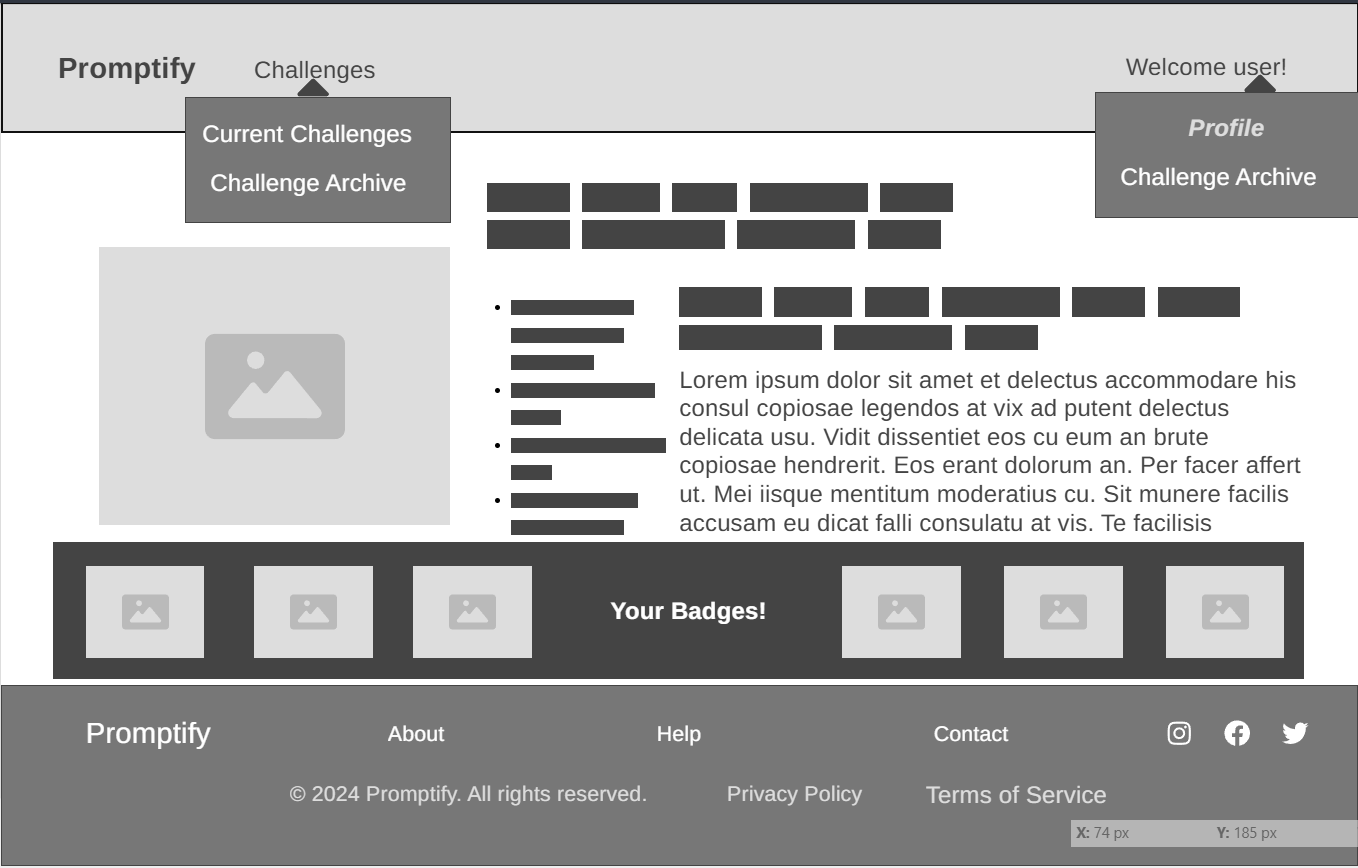 Promptify
Challenges
Welcome user!
Current Challenges
Challenge Archive
Profile
Challenge Archive
Lorem ipsum dolor sit amet et delectus accommodare his
consul copiosae legendos at vix ad putent delectus
delicata usu. Vidit dissentiet eos cu eum an brute
copiosae hendrerit. Eos erant dolorum an. Per facer affert
ut. Mei iisque mentitum moderatius cu. Sit munere facilis
accusam eu dicat falli consulatu at vis. Te facilisis
Your Badges!
Promptify
About
Help
Contact
© 2024 Promptify. All rights reserved.
Privacy Policy
Terms of Service
X: 74 px
Y: 185 px